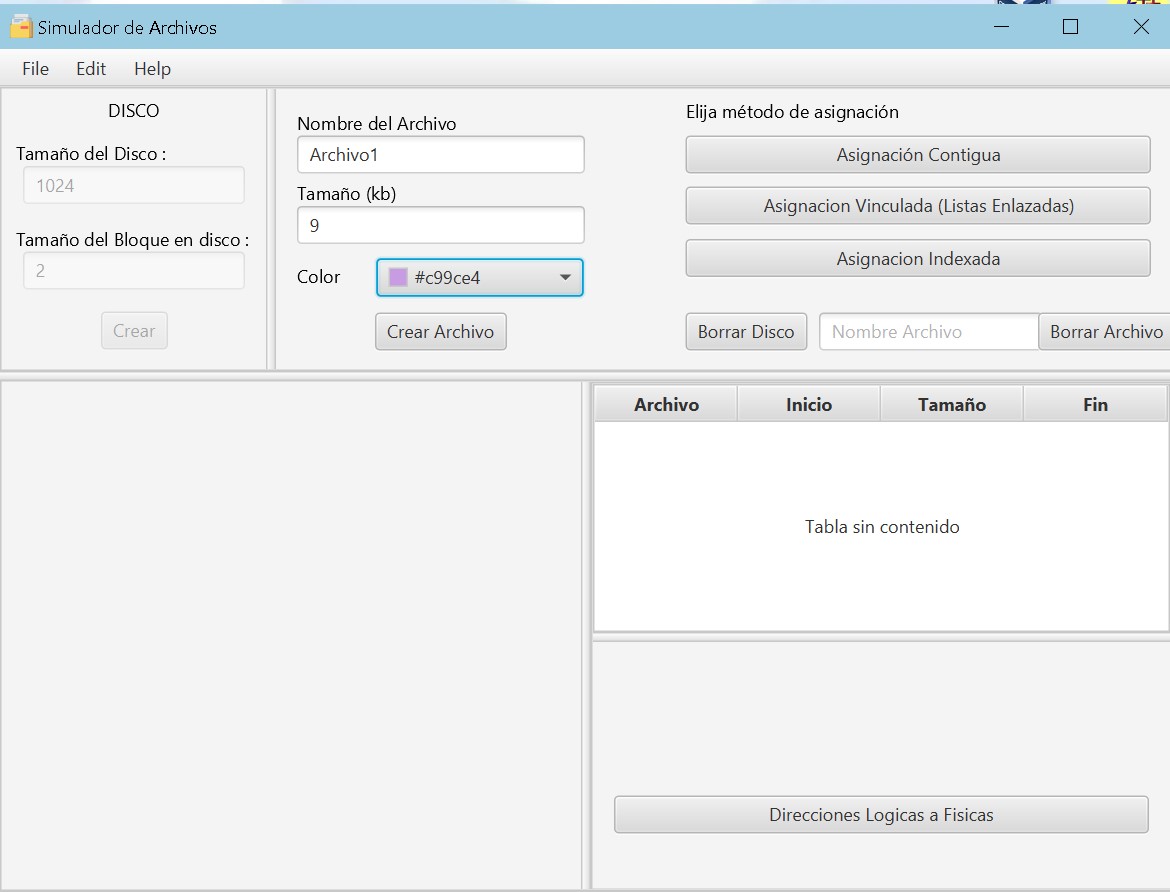 Simulador de Archivos
File Edit Help
DISCO
Tamaño del Disco :
1024
Tamaño del Bloque en disco :
2
Crear
Nombre del Archivo
Archivo1
Tamaño (kb)
9
Color #c99ce4
Crear Archivo
Elija método de asignación
Asignación Contigua
Asignacion Vinculada (Listas Enlazadas)
Asignacion Indexada
Borrar Disco Nombre Archivo Borrar Archivo
Archivo Inicio Tamaño Fin
Tabla sin contenido
Direcciones Logicas a Fisicas